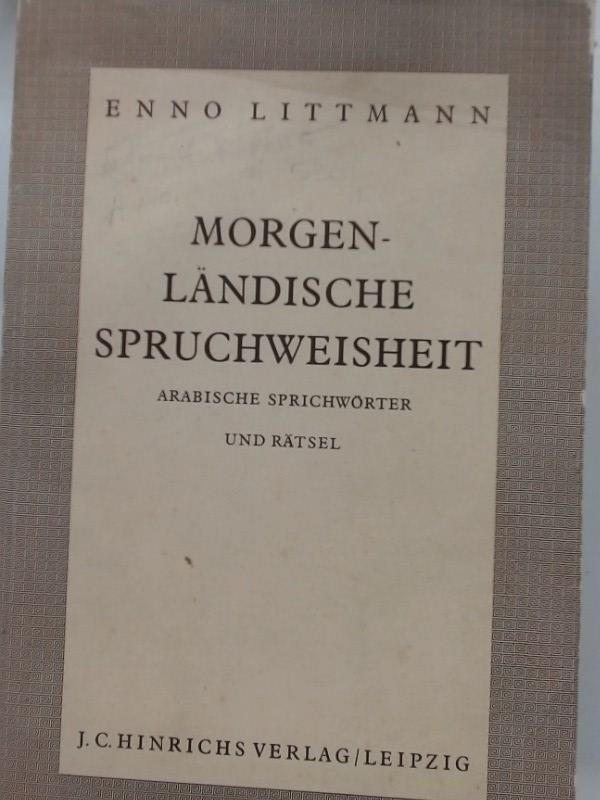 ENNO LITTMANN
MORGEN-
LÄNDISCHE
SPRUCHWEISHEIT
ARABISCHE SPRICHWÖRTER
UND RÄTSEL
J. C. HINRICHS VERLAG/LEIPZIG